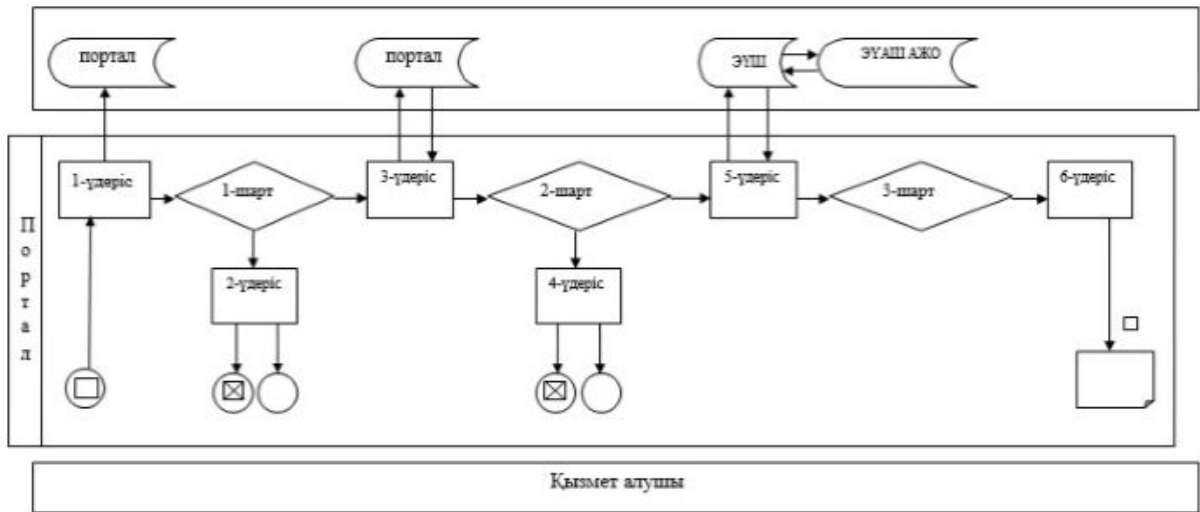 портал
портал
ЭҮШ
ЭҮАШ АЖО
Портал
1-үдеріс
1-шарт
3-үдеріс
2-шарт
5-үдеріс
3-шарт
6-үдеріс
2-үдеріс
4-үдеріс
Қызмет алушы